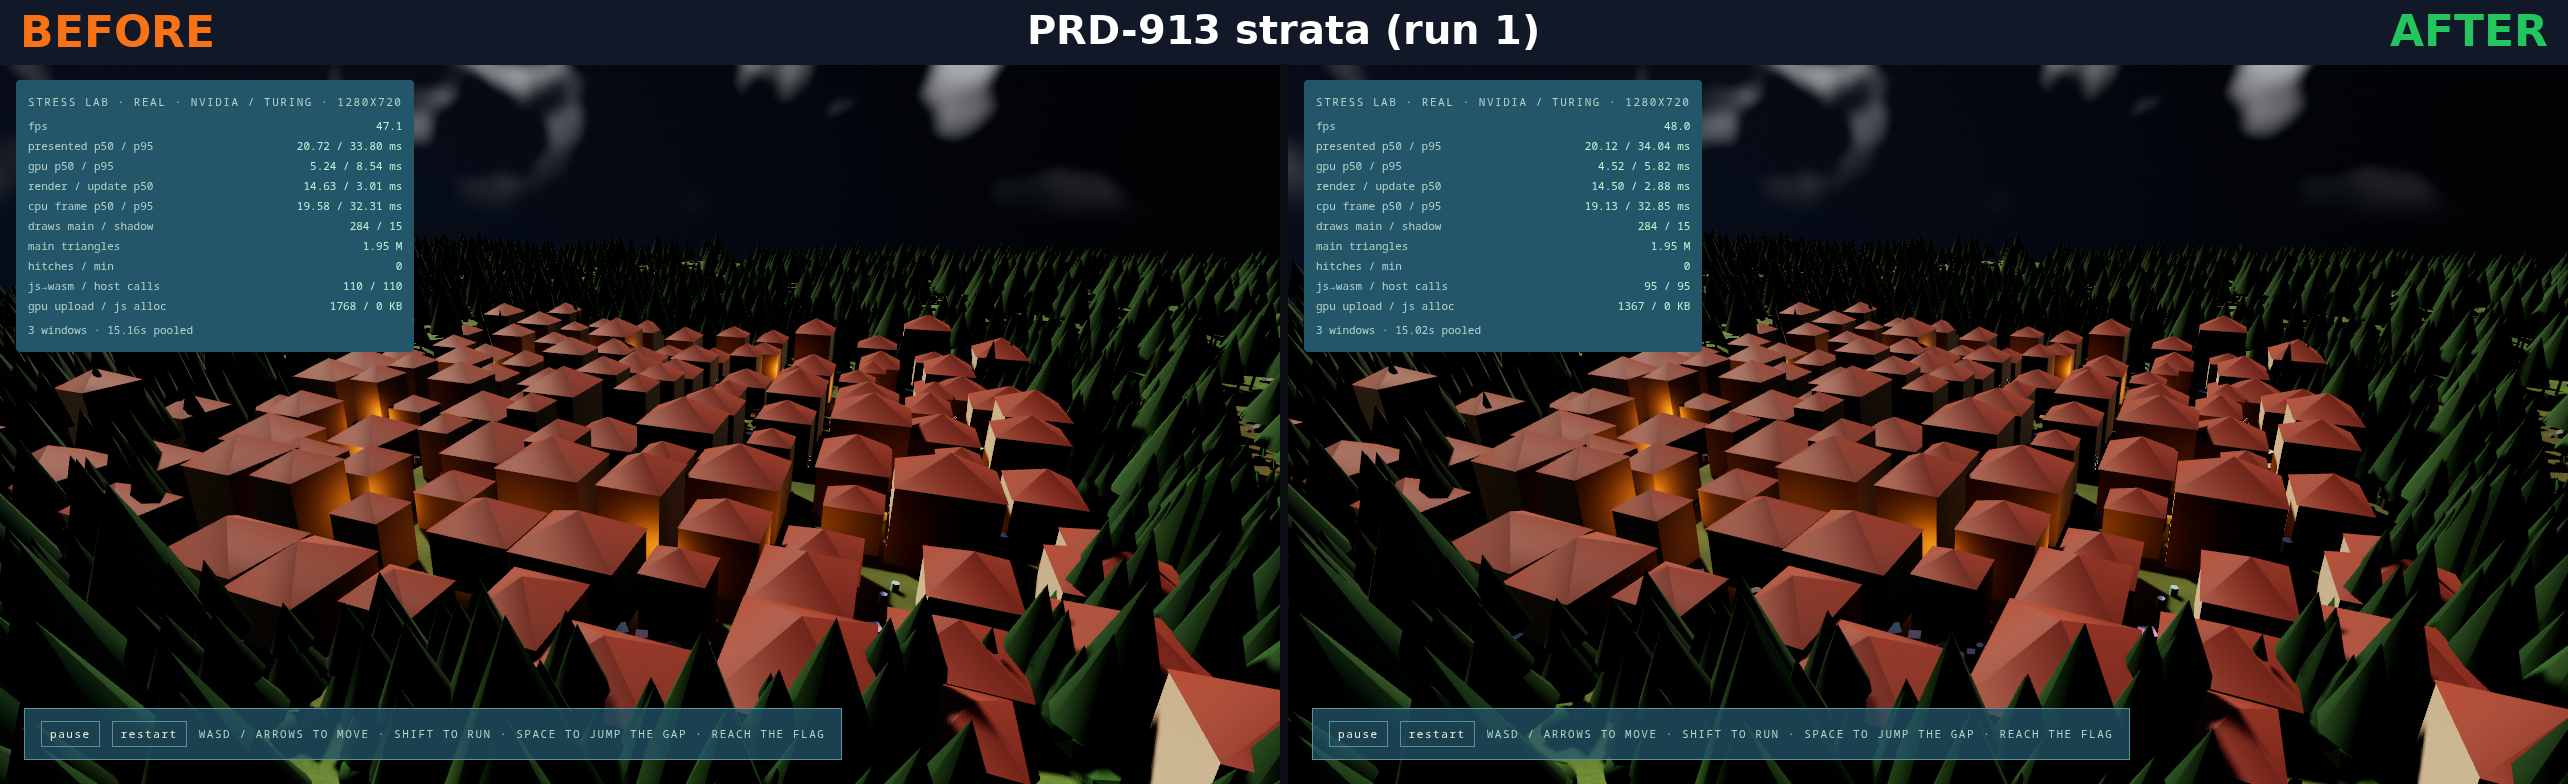 BEFORE
PRD-913 strata (run 1)
AFTER
STRESS LAB · REAL · NVIDIA / TURING · 1280X720
fps 47.1
presented p50 / p95 20.72 / 33.80 ms
gpu p50 / p95 5.24 / 8.54 ms
render / update p50 14.63 / 3.01 ms
cpu frame p50 / p95 19.58 / 32.31 ms
draws main / shadow 284 / 15
main triangles 1.95 M
hitches / min 0
js→wasm / host calls 110 / 110
gpu upload / js alloc 1768 / 0 KB
3 windows · 15.16s pooled
pause restart WASD / ARROWS TO MOVE · SHIFT TO RUN · SPACE TO JUMP THE GAP · REACH THE FLAG
STRESS LAB · REAL · NVIDIA / TURING · 1280X720
fps 48.0
presented p50 / p95 20.12 / 34.04 ms
gpu p50 / p95 4.52 / 5.82 ms
render / update p50 14.50 / 2.88 ms
cpu frame p50 / p95 19.13 / 32.85 ms
draws main / shadow 284 / 15
main triangles 1.95 M
hitches / min 0
js→wasm / host calls 95 / 95
gpu upload / js alloc 1367 / 0 KB
3 windows · 15.02s pooled
pause restart WASD / ARROWS TO MOVE · SHIFT TO RUN · SPACE TO JUMP THE GAP · REACH THE FLAG